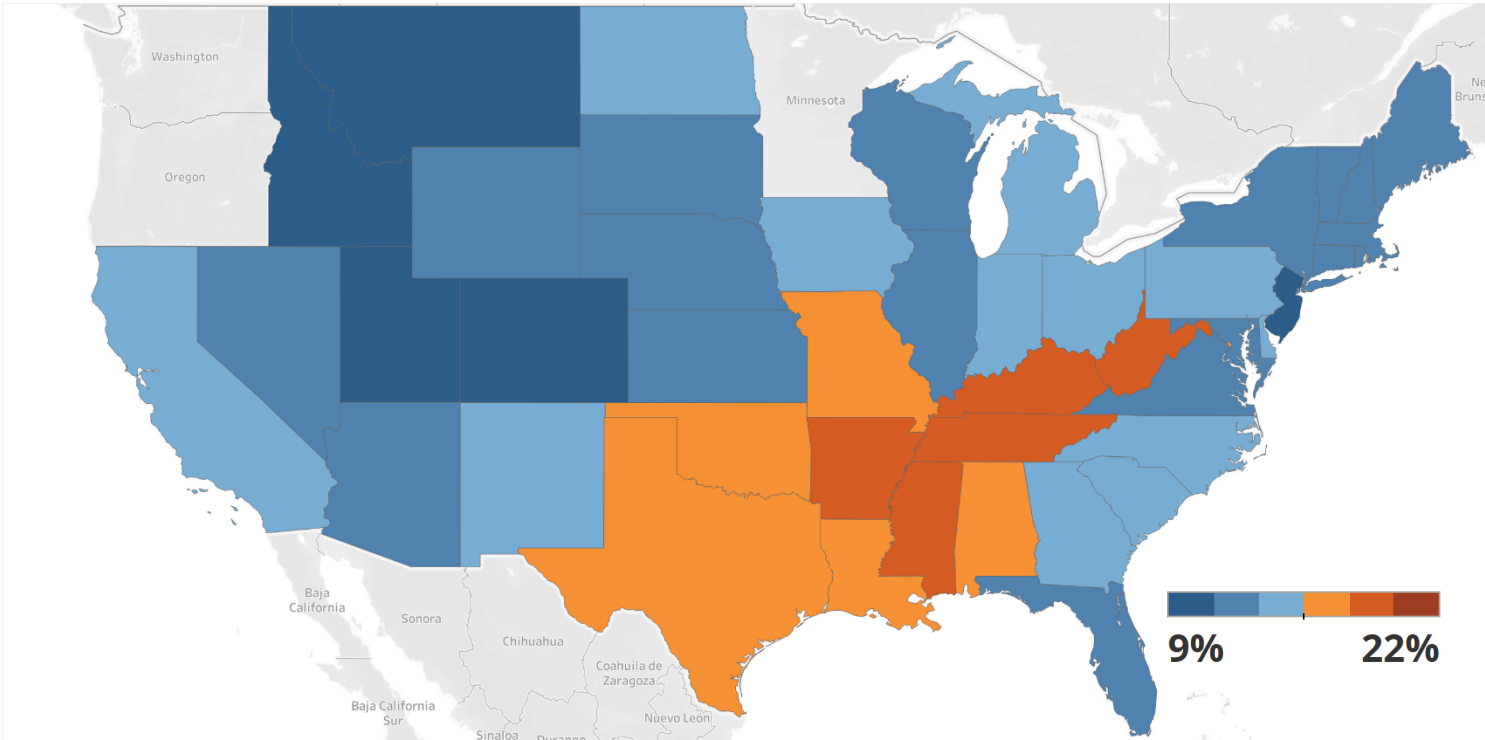 Washington
Minnesota
Ne
Bruns
Oregon
Baja
California
Sonora
Chihuahua
Coahuila de
Zaragoza
Baja California
Sur
Nuevo León
Sinaloa
Durango
9%
22%